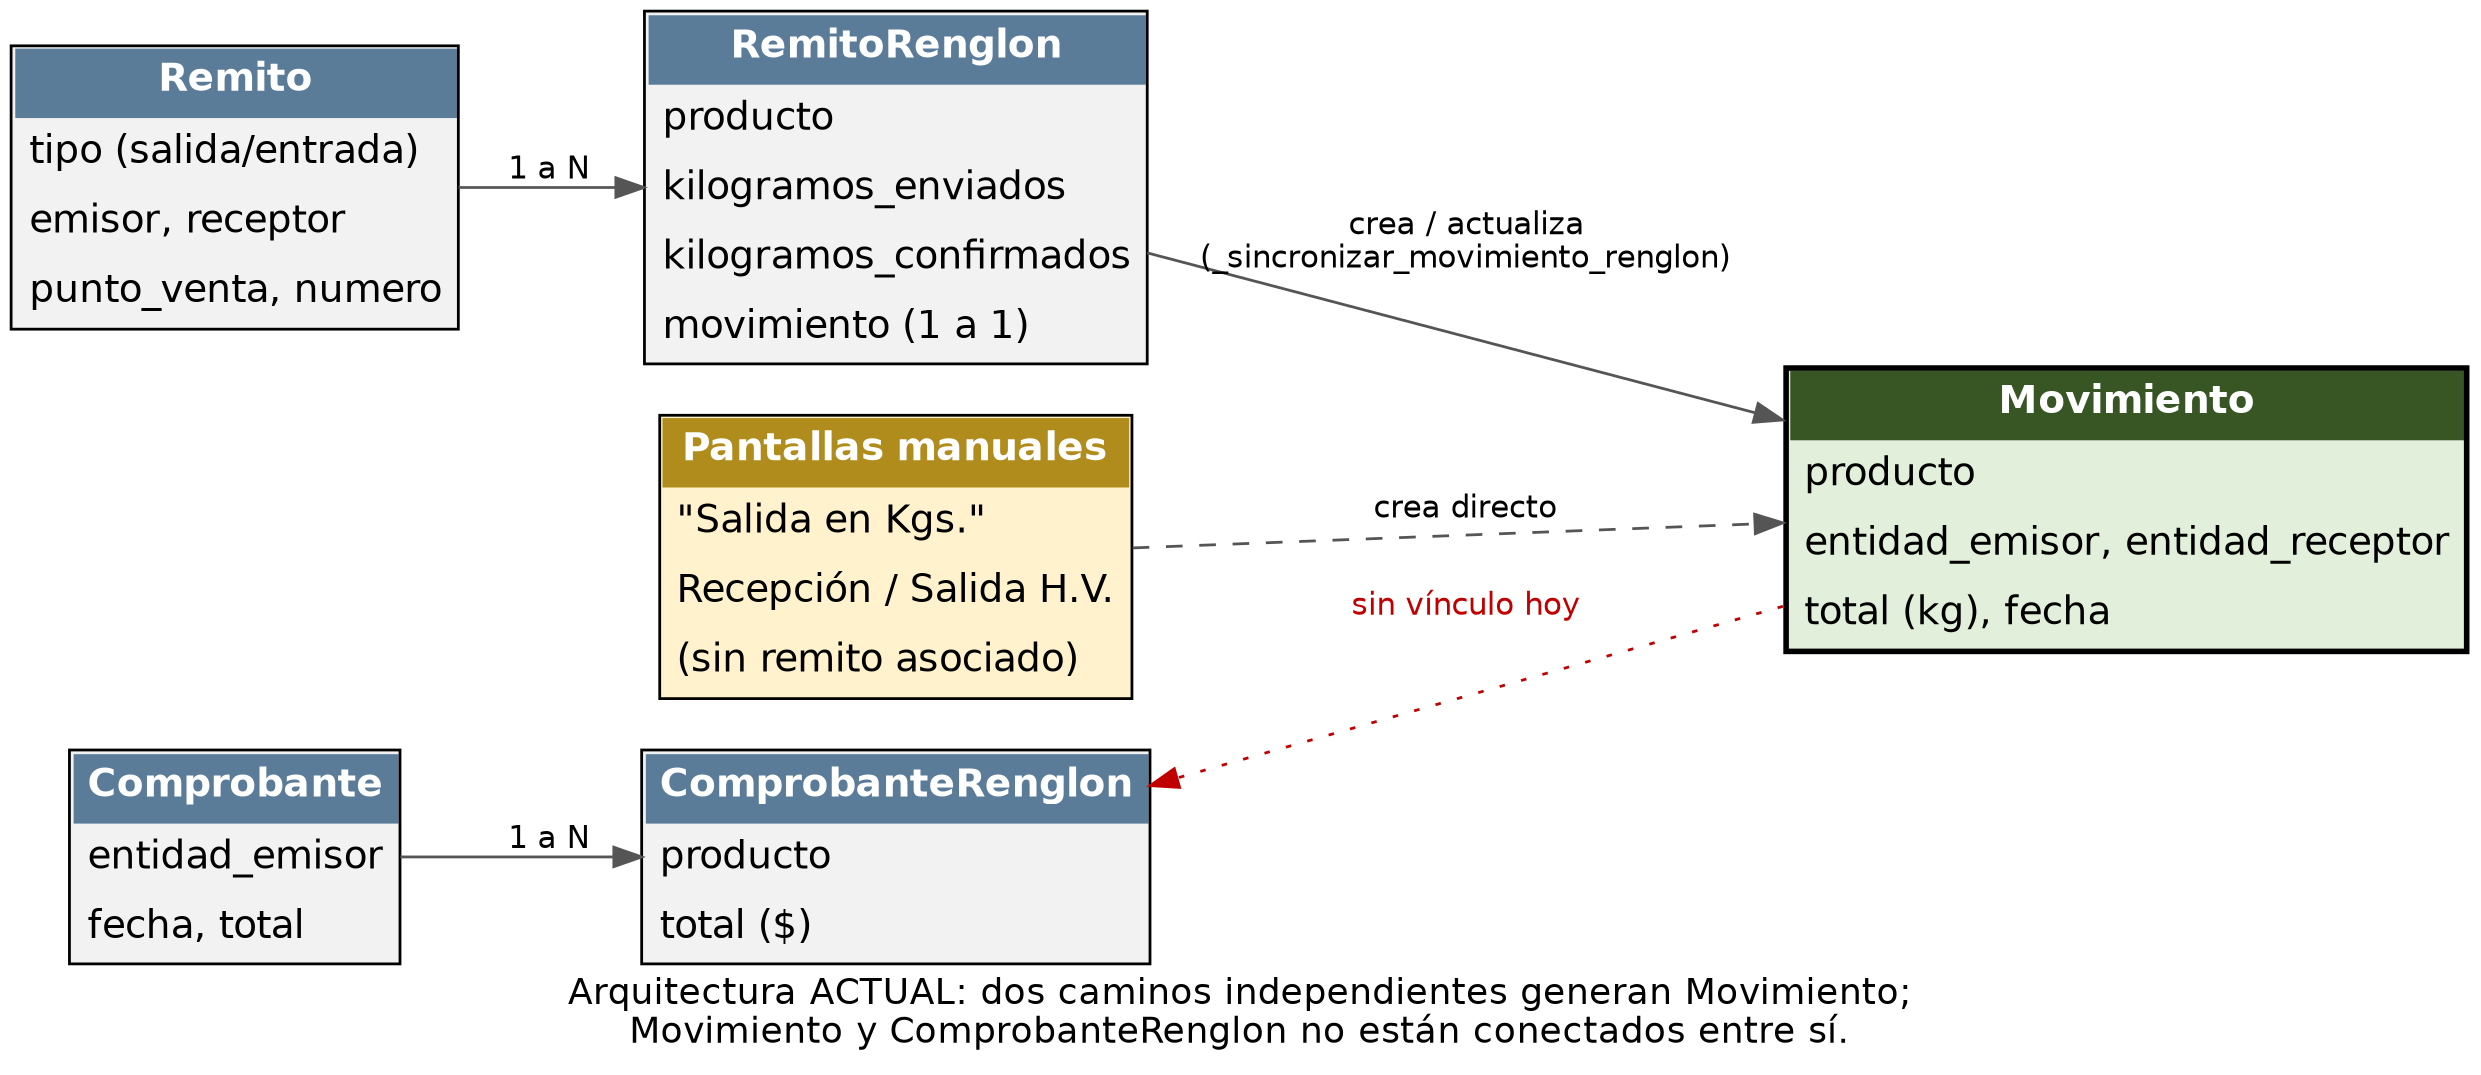 Remito
tipo (salida/entrada)
emisor, receptor
punto_venta, numero
1 a N
RemitoRenglon
producto
kilogramos_enviados
kilogramos_confirmados
movimiento (1 a 1)
crea / actualiza
(_sincronizar_movimiento_renglon)
Pantallas manuales
"Salida en Kgs."
Recepción / Salida H.V.
(sin remito asociado)
crea directo
sin vínculo hoy
Movimiento
producto
entidad_emisor, entidad_receptor
total (kg), fecha
Comprobante
entidad_emisor
fecha, total
1 a N
ComprobanteRenglon
producto
total ($)
Arquitectura ACTUAL: dos caminos independientes generan Movimiento;
Movimiento y ComprobanteRenglon no están conectados entre sí.